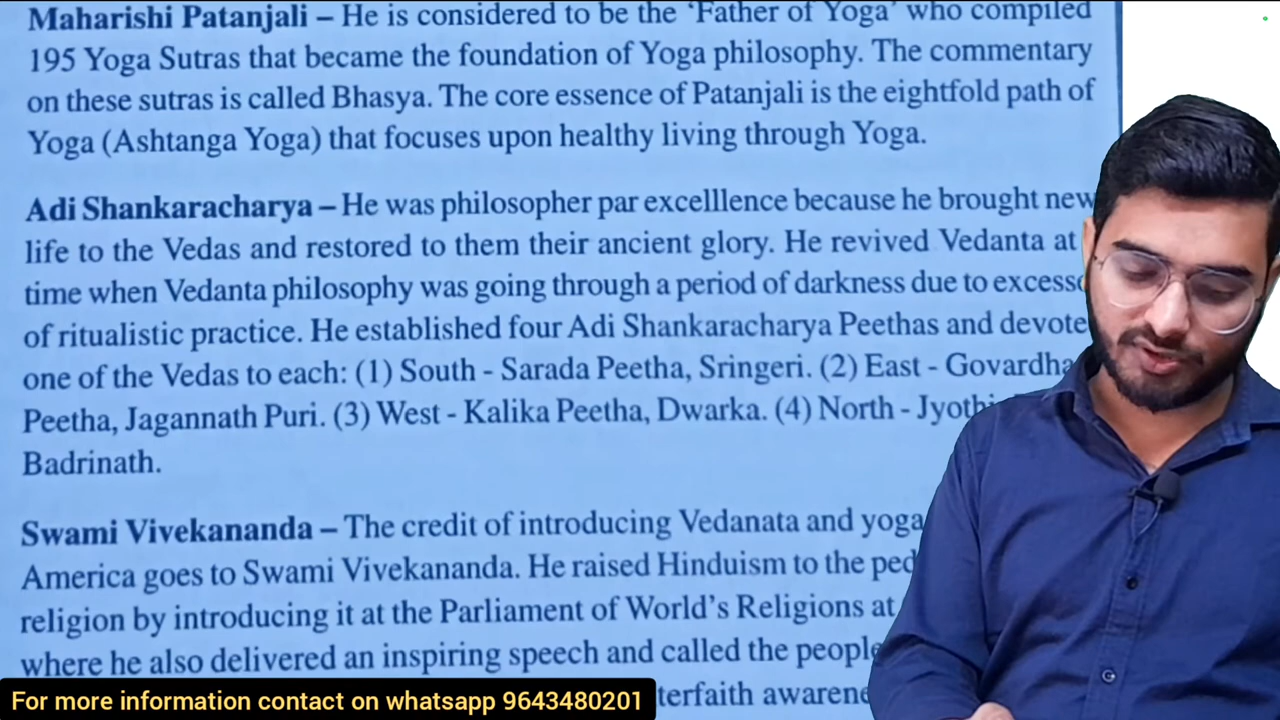 Maharishi Patanjali – He is considered to be the ‘Father of Yoga’ who compiled
195 Yoga Sutras that became the foundation of Yoga philosophy. The commentary
on these sutras is called Bhasya. The core essence of Patanjali is the eightfold path of
Yoga (Ashtanga Yoga) that focuses upon healthy living through Yoga.
Adi Shankaracharya – He was philosopher par excelllence because he brought new
life to the Vedas and restored to them their ancient glory. He revived Vedanta at
time when Vedanta philosophy was going through a period of darkness due to
of ritualistic practice. He established four Adi Shankaracharya Peethas and
one of the Vedas to each: (1) South - Sarada Peetha, Sringeri. (2) East -
Peetha, Jagannath Puri. (3) West - Kalika Peetha, Dwarka. (4) North -
Badrinath.
Swami Vivekananda – The credit of introducing Vedanata and yoga
America goes to Swami Vivekananda. He raised Hinduism to the
religion by introducing it at the Parliament of World’s Religions at
where he also delivered an inspiring speech and called the
For more information contact on whatsapp 9643480201